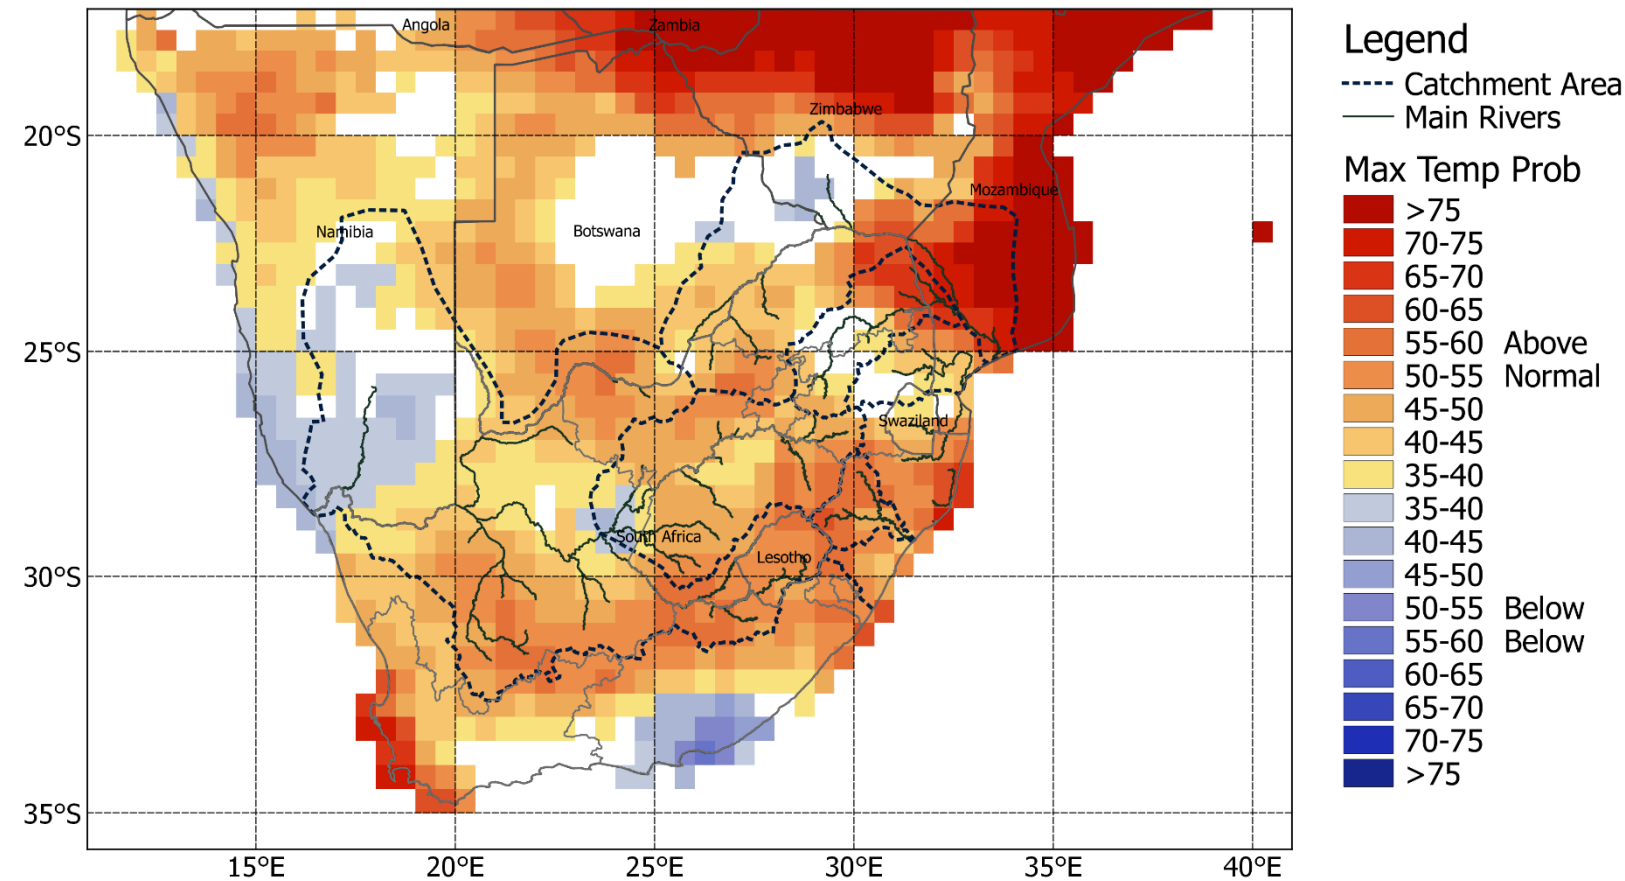 Angola
Zambia
Zimbabwe
Mozambique
Namibia
Botswana
Swaziland
South Africa
Lesotho
20°S
25°S
30°S
35°S
15°E
20°E
25°E
30°E
35°E
40°E
Legend
Catchment Area
Main Rivers
Max Temp Prob
>75
70-75
65-70
60-65
55-60 Above
50-55 Normal
45-50
40-45
35-40
35-40
40-45
45-50
50-55 Below
55-60 Below
60-65
65-70
70-75
>75